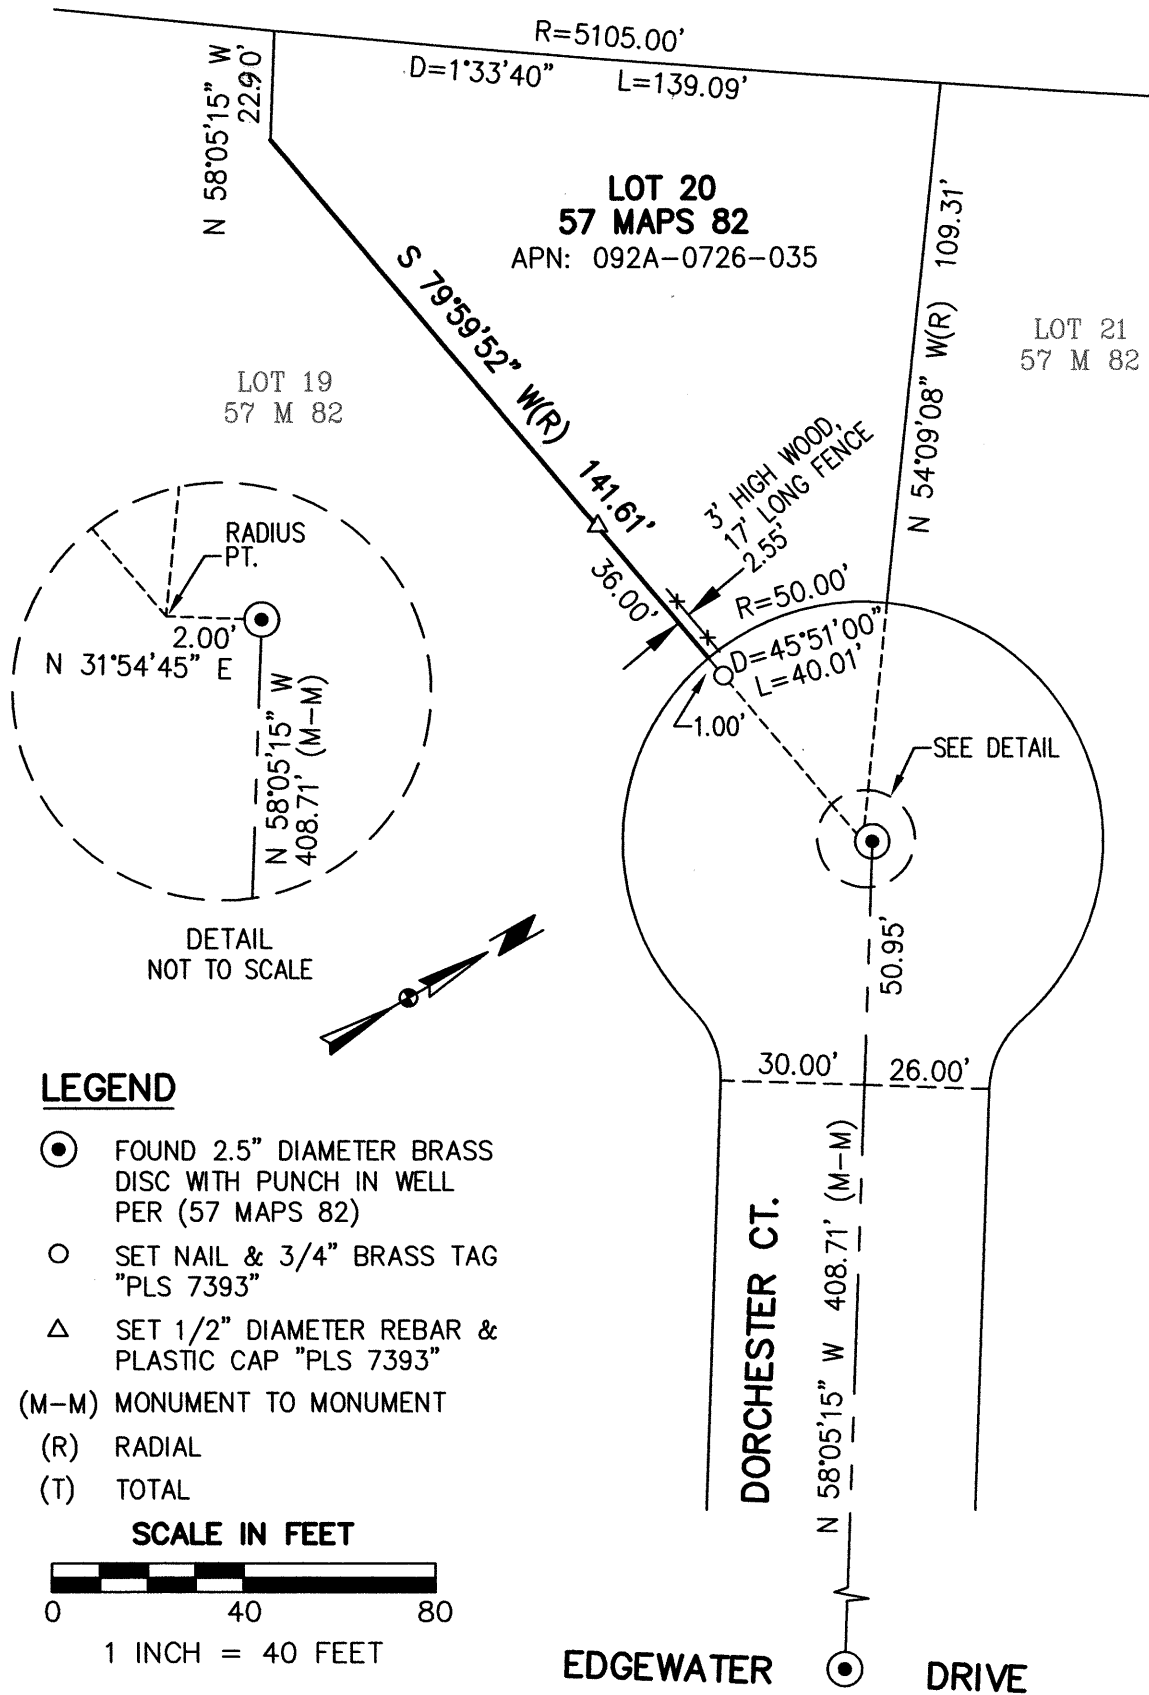 R=5105.00'
D=1°33'40"
L=139.09'
N 58°05'15" W
22.90'
LOT 20
57 MAPS 82
APN: 092A-0726-035
S 79°59'52" W(R) 141.61'
N 54°09'08" W(R) 109.31'
LOT 21
57 M 82
LOT 19
57 M 82
3' HIGH WOOD,
17' LONG FENCE
2.55'
36.00'
R=50.00'
D=45°51'00"
L=40.01'
1.00'
RADIUS
PT.
2.00'
N 31°54'45" E
N 58°05'15" W
408.71' (M-M)
DETAIL
NOT TO SCALE
SEE DETAIL
50.95'
30.00'
26.00'
N 58°05'15" W 408.71' (M-M)
DORCHESTER CT.
LEGEND
FOUND 2.5" DIAMETER BRASS
DISC WITH PUNCH IN WELL
PER (57 MAPS 82)
SET NAIL & 3/4" BRASS TAG
"PLS 7393"
SET 1/2" DIAMETER REBAR &
PLASTIC CAP "PLS 7393"
(M-M) MONUMENT TO MONUMENT
(R) RADIAL
(T) TOTAL
SCALE IN FEET
0 40 80
1 INCH = 40 FEET
EDGEWATER DRIVE